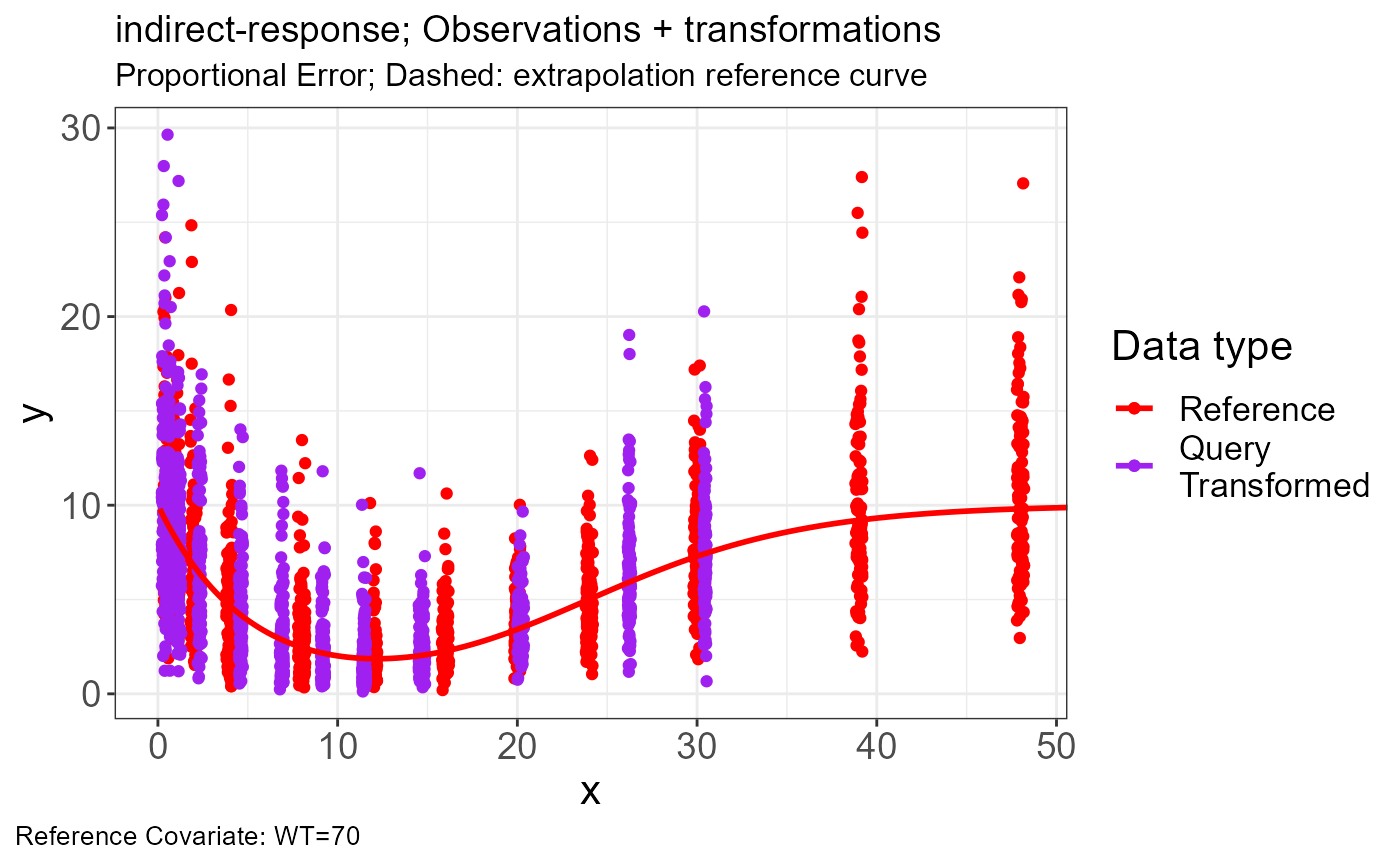 indirect-response; Observations + transformations
Proportional Error; Dashed: extrapolation reference curve
30
20
10
0
y
0 10 20 30 40 50
x
Data type
Reference
Query
Transformed
Reference Covariate: WT=70